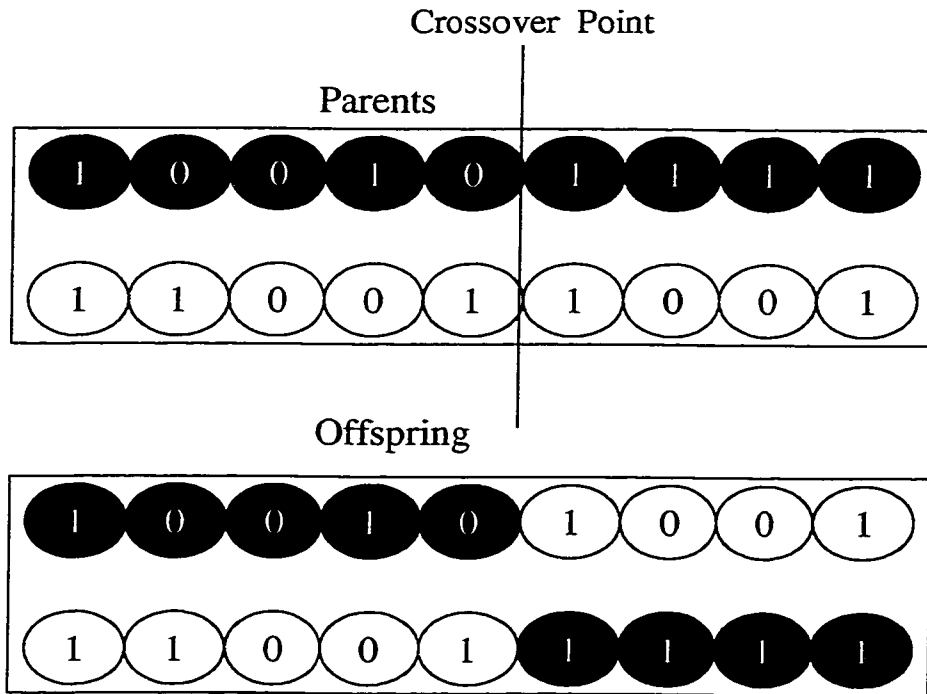 Crossover Point
Parents
1 0 0 1 0 1 1 1 1
1 1 0 0 1 1 0 0 1
Offspring
1 0 0 1 0 1 0 0 1
1 1 0 0 1 1 1 1 1